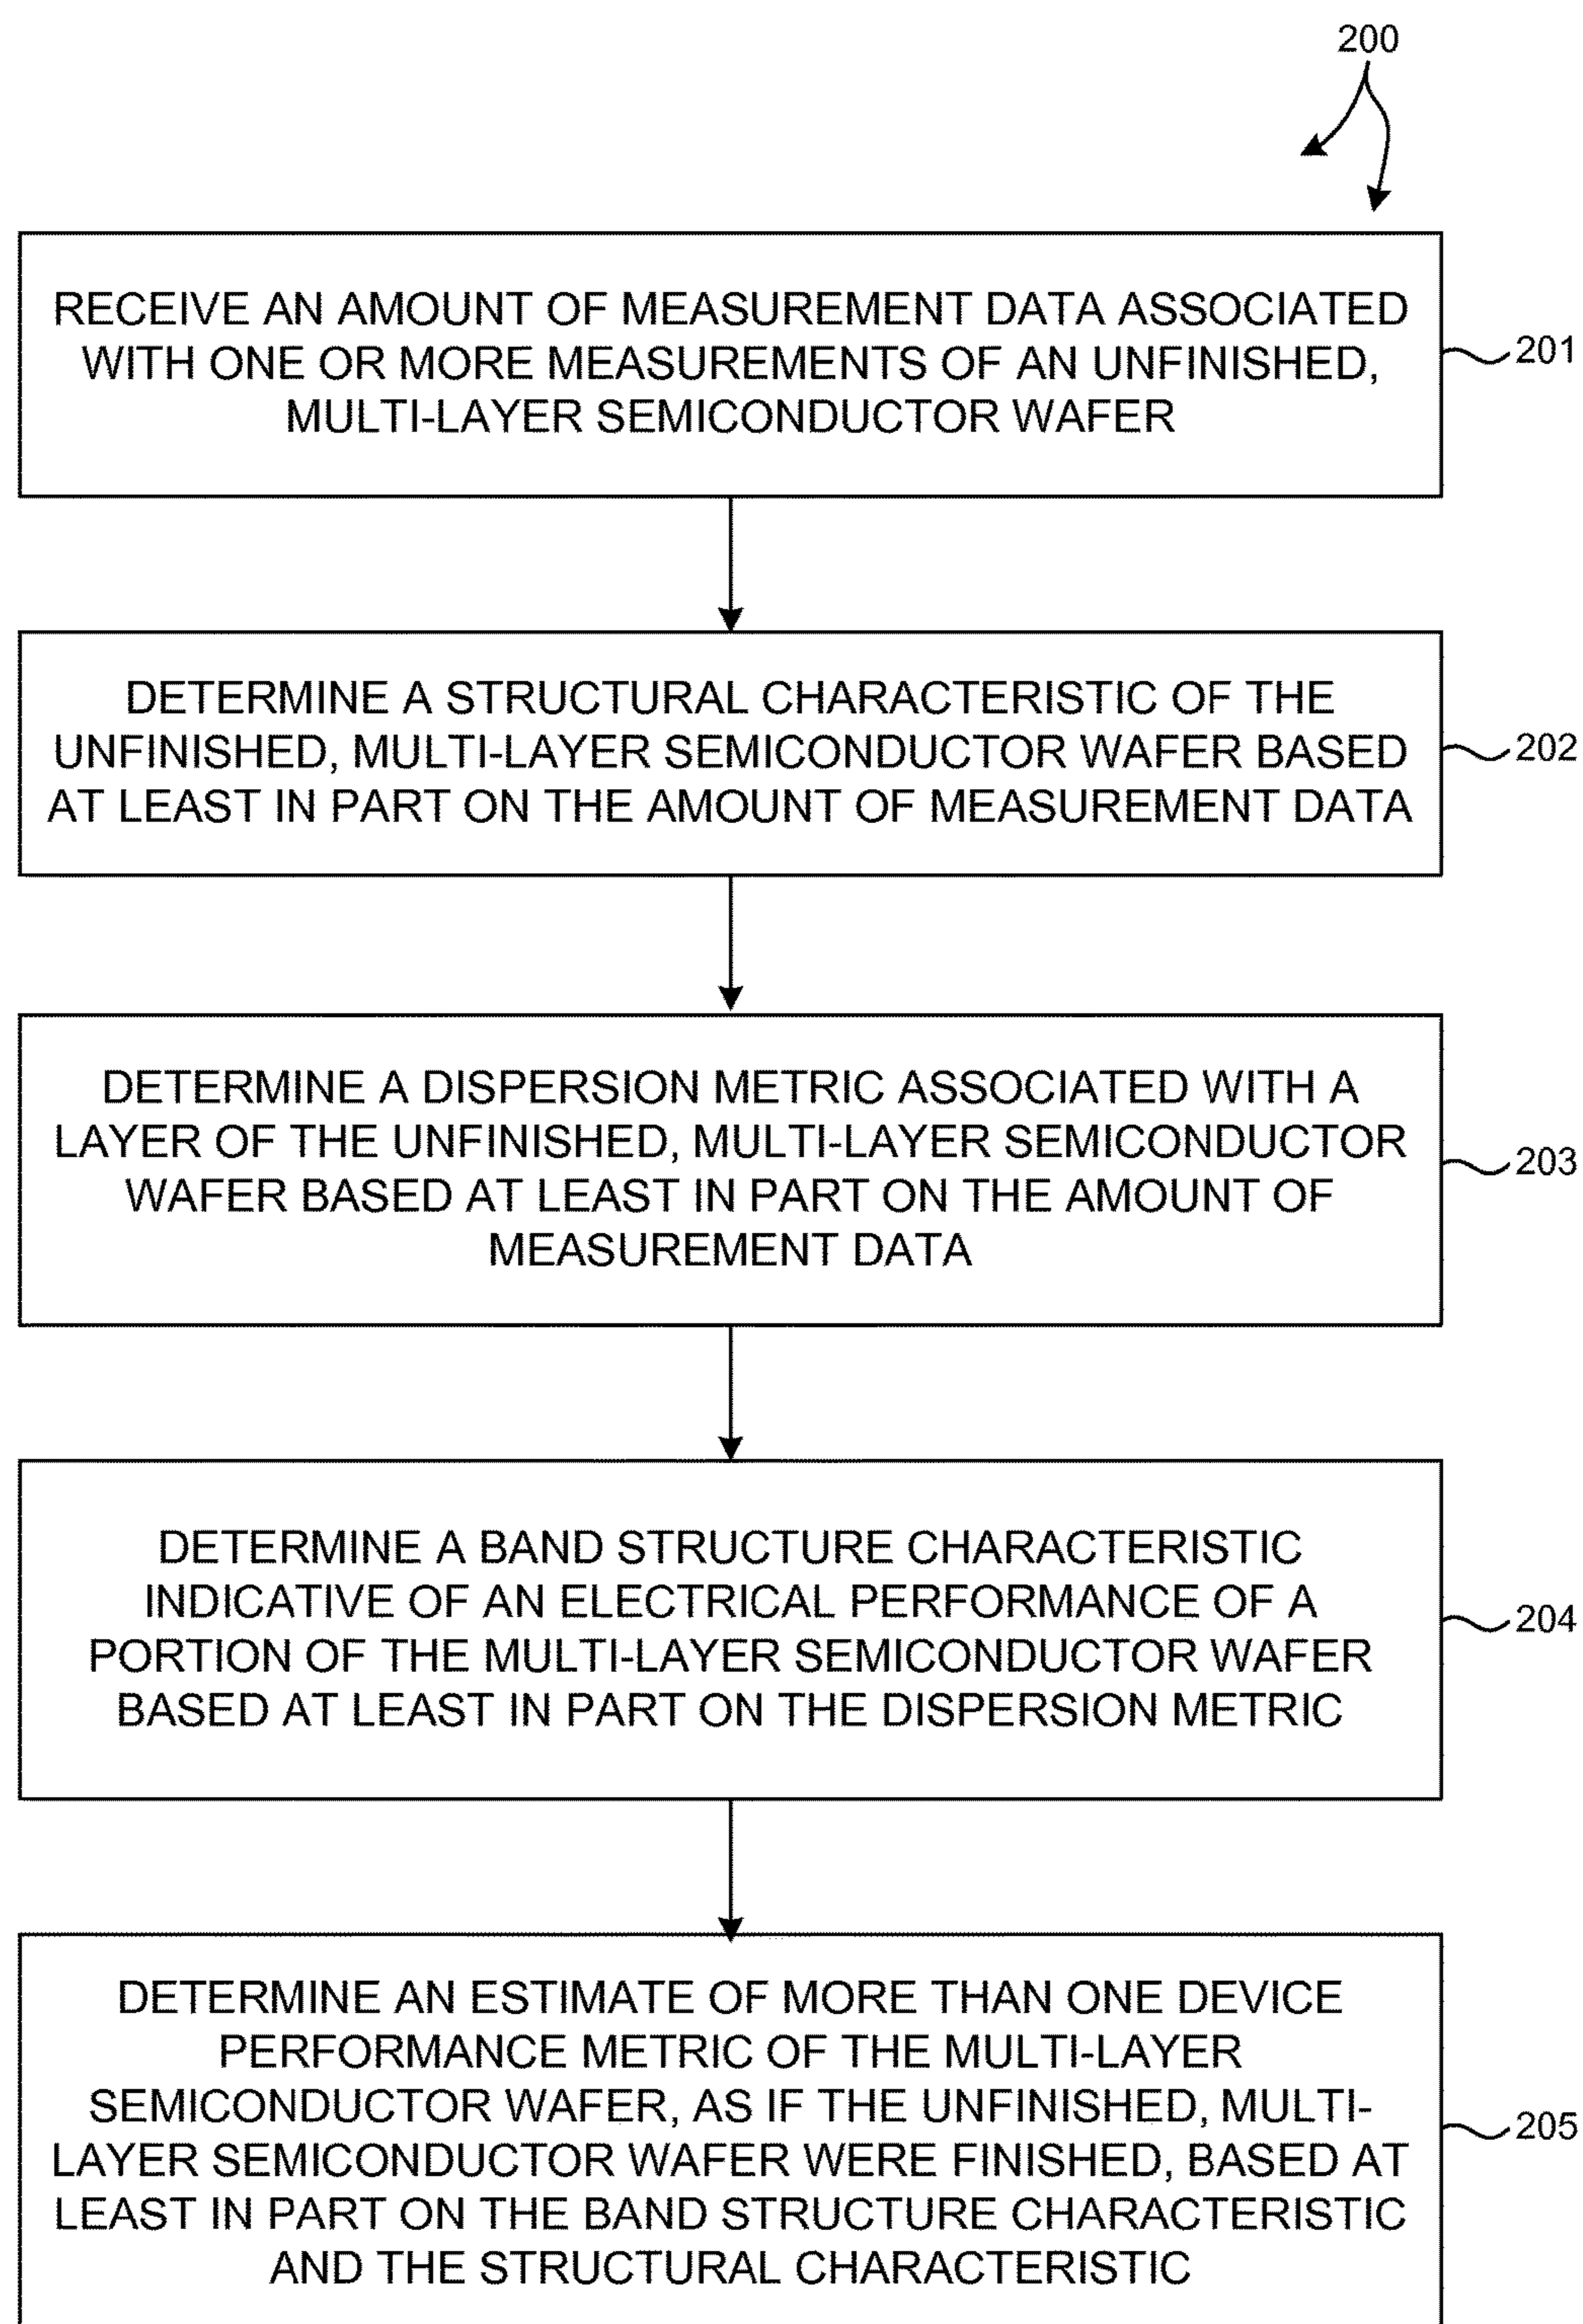 200
RECEIVE AN AMOUNT OF MEASUREMENT DATA ASSOCIATED
WITH ONE OR MORE MEASUREMENTS OF AN UNFINISHED,
MULTI-LAYER SEMICONDUCTOR WAFER
201
DETERMINE A STRUCTURAL CHARACTERISTIC OF THE
UNFINISHED, MULTI-LAYER SEMICONDUCTOR WAFER BASED
AT LEAST IN PART ON THE AMOUNT OF MEASUREMENT DATA
202
DETERMINE A DISPERSION METRIC ASSOCIATED WITH A
LAYER OF THE UNFINISHED, MULTI-LAYER SEMICONDUCTOR
WAFER BASED AT LEAST IN PART ON THE AMOUNT OF
MEASUREMENT DATA
203
DETERMINE A BAND STRUCTURE CHARACTERISTIC
INDICATIVE OF AN ELECTRICAL PERFORMANCE OF A
PORTION OF THE MULTI-LAYER SEMICONDUCTOR WAFER
BASED AT LEAST IN PART ON THE DISPERSION METRIC
204
DETERMINE AN ESTIMATE OF MORE THAN ONE DEVICE
PERFORMANCE METRIC OF THE MULTI-LAYER
SEMICONDUCTOR WAFER, AS IF THE UNFINISHED, MULTI-
LAYER SEMICONDUCTOR WAFER WERE FINISHED, BASED AT
LEAST IN PART ON THE BAND STRUCTURE CHARACTERISTIC
AND THE STRUCTURAL CHARACTERISTIC
205